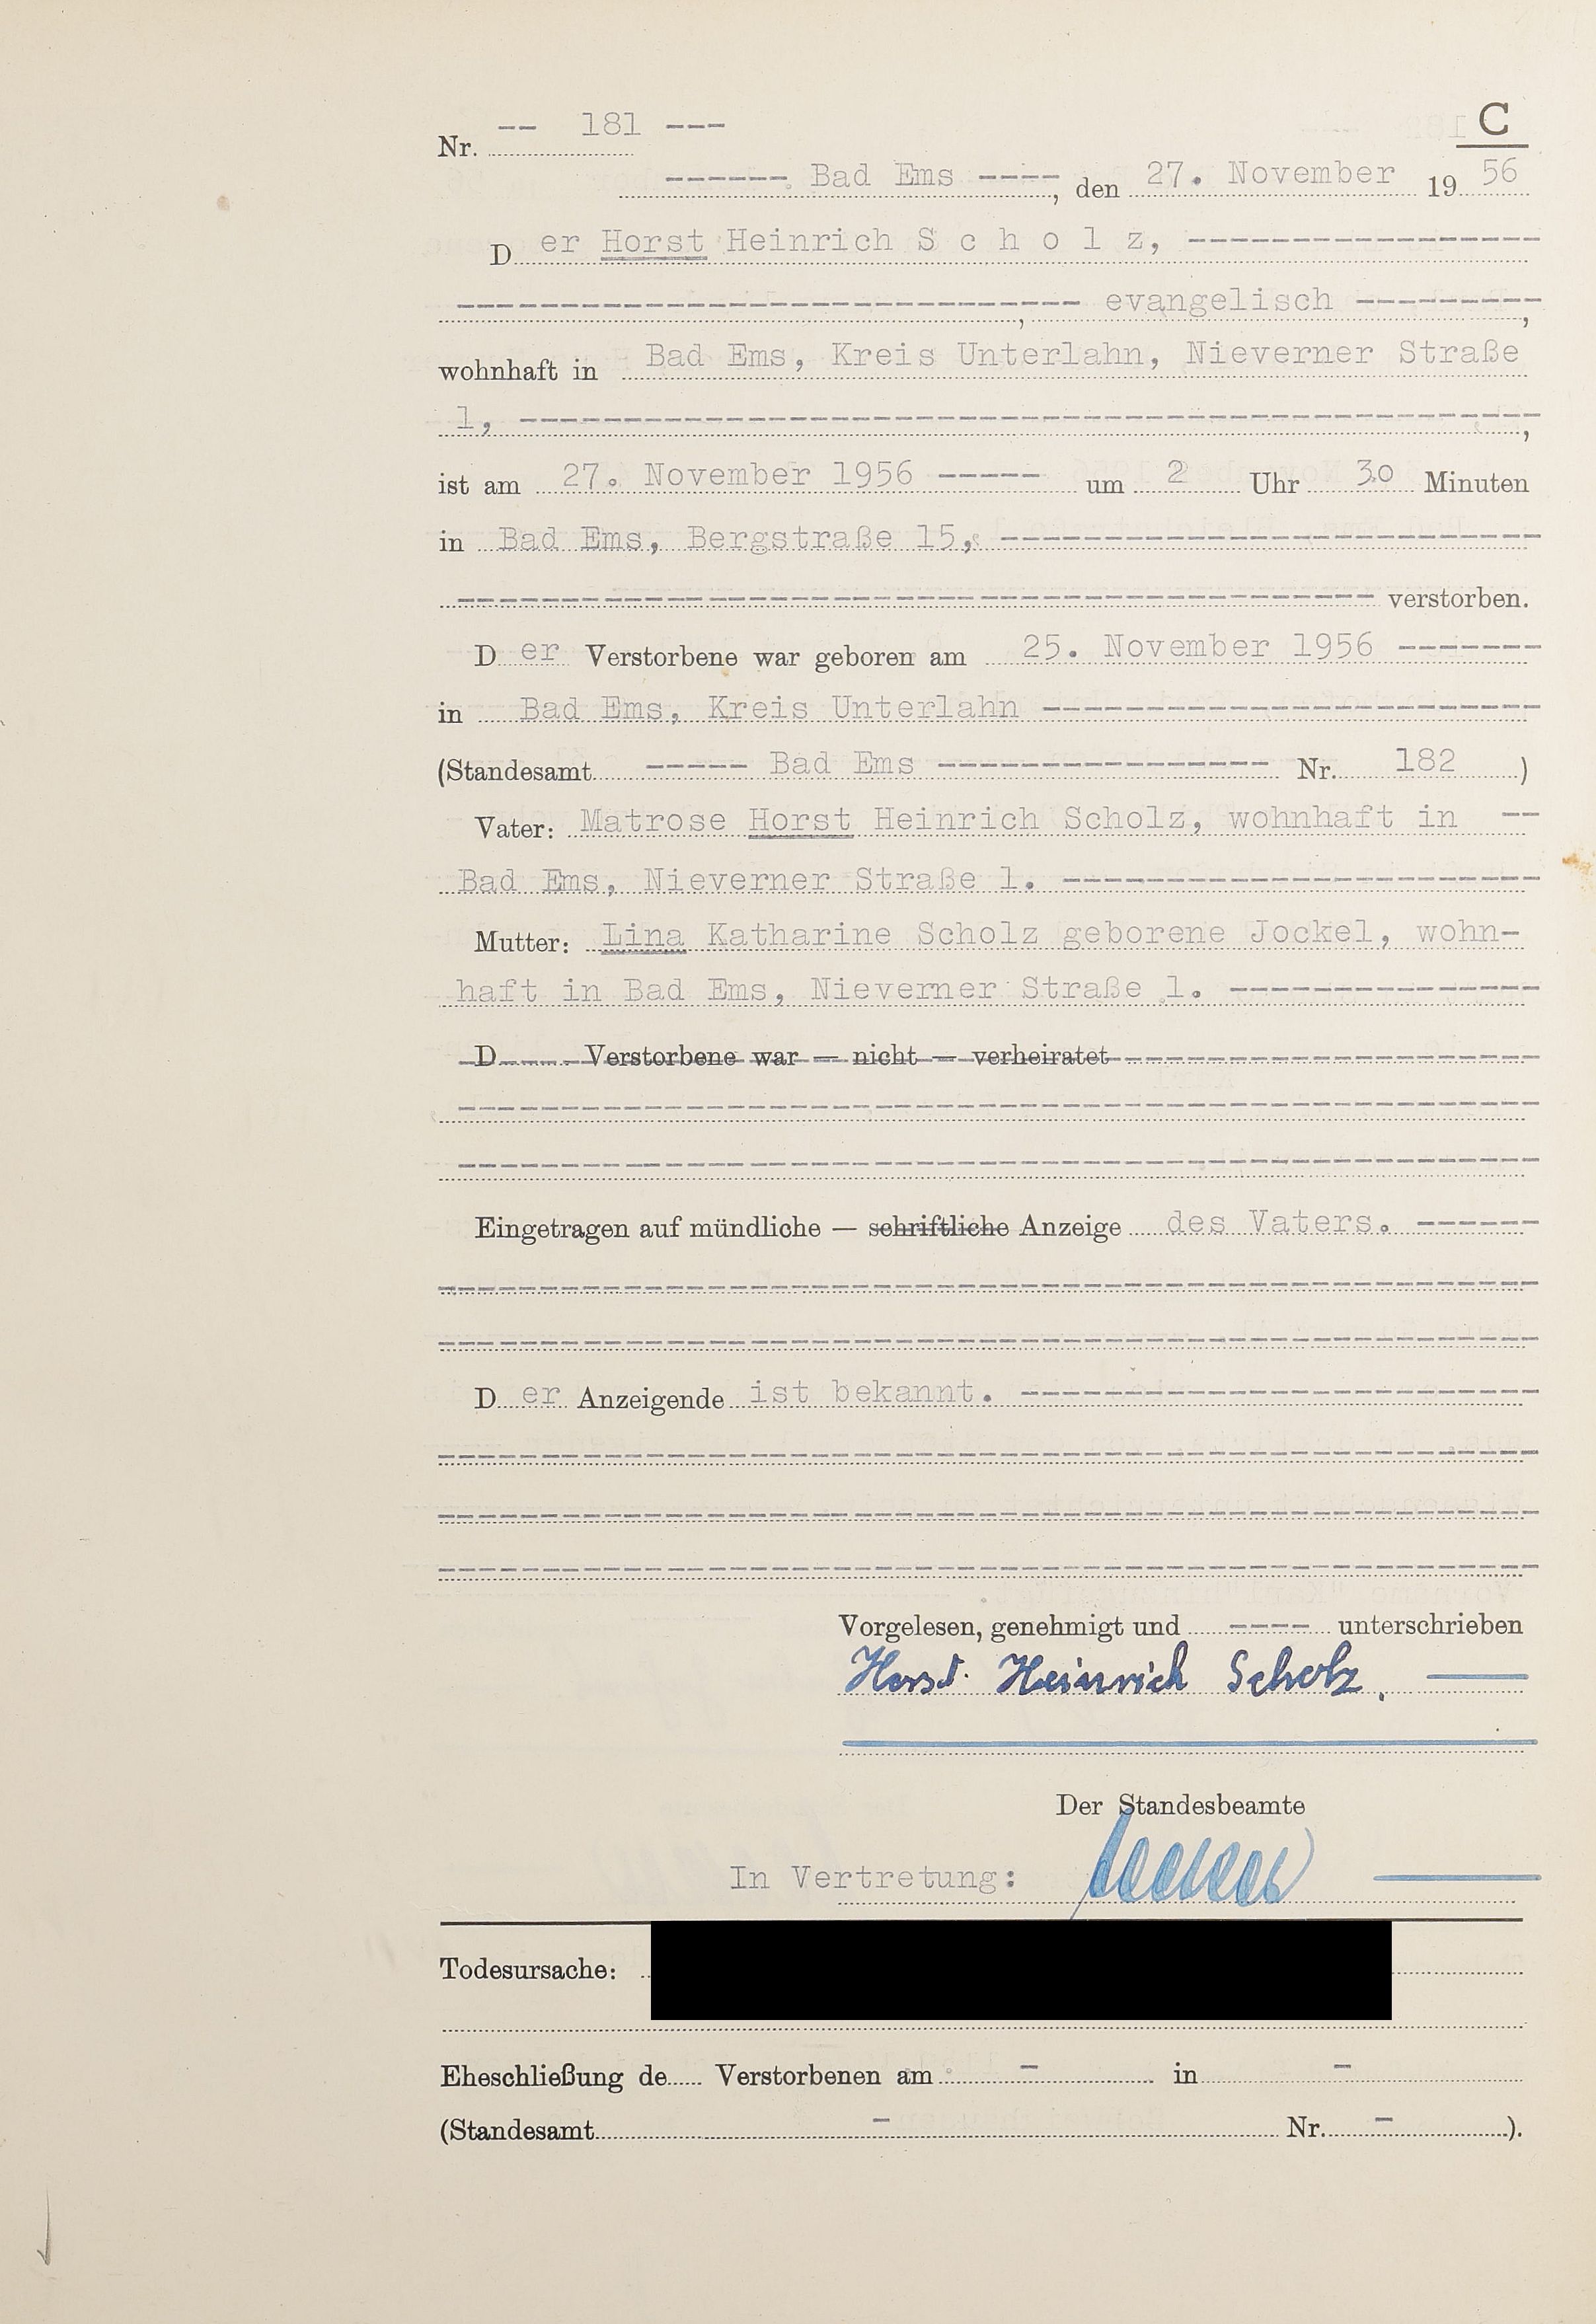 C
Nr. -- 181 ---
------ Bad Ems ----, den 27. November 1956
Der Horst Heinrich S c h o l z, -----------------
------------------------------, evangelisch ---------,
wohnhaft in Bad Ems, Kreis Unterlahn, Nieverner Straße
1, -------------------------------------------------,
ist am 27. November 1956 ----- um 2 Uhr 30 Minuten
in Bad Ems, Bergstraße 15, --------------------------
-------------------------------------------- verstorben.
Der Verstorbene war geboren am 25. November 1956 -------
in Bad Ems, Kreis Unterlahn ------------------------
(Standesamt ----- Bad Ems ---------------- Nr. 182 )
Vater: Matrose Horst Heinrich Scholz, wohnhaft in --
Bad Ems, Nieverner Straße 1. -----------------------
Mutter: Lina Katharine Scholz geborene Jockel, wohn-
haft in Bad Ems, Nieverner Straße 1. ---------------
D Verstorbene war — nicht — verheiratet --------------------
----------------------------------------------------
----------------------------------------------------
Eingetragen auf mündliche — schriftliche Anzeige des Vaters. ------
-----------------------------------------------------
-----------------------------------------------------
Der Anzeigende ist bekannt. -------------------------
-----------------------------------------------------
-----------------------------------------------------
-----------------------------------------------------
Vorgelesen, genehmigt und ---- unterschrieben
Horst Heinrich Scholz.
Der Standesbeamte
In Vertretung:
Todesursache:
Eheschließung de Verstorbenen am - in -
(Standesamt - Nr. - ).